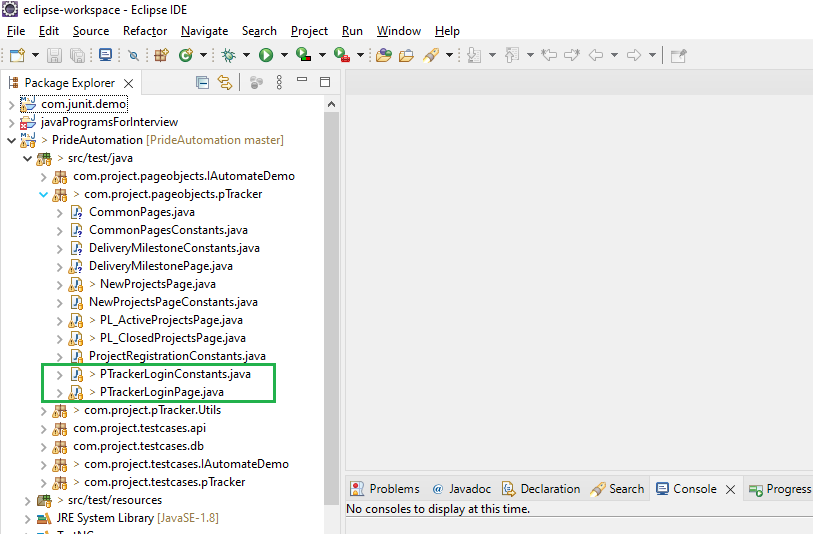 eclipse-workspace - Eclipse IDE
File Edit Source Refactor Navigate Search Project Run Window Help
Package Explorer
com.junit.demo
javaProgramsForInterview
> PrideAutomation [PrideAutomation master]
> src/test/java
com.project.pageobjects.IAutomateDemo
> com.project.pageobjects.pTracker
CommonPages.java
CommonPagesConstants.java
DeliveryMilestoneConstants.java
DeliveryMilestonePage.java
> NewProjectsPage.java
NewProjectsPageConstants.java
> PL_ActiveProjectsPage.java
> PL_ClosedProjectsPage.java
ProjectRegistrationConstants.java
> PTrackerLoginConstants.java
> PTrackerLoginPage.java
> com.project.pTracker.Utils
com.project.testcases.api
com.project.testcases.db
> com.project.testcases.IAutomateDemo
> com.project.testcases.pTracker
> src/test/resources
JRE System Library [JavaSE-1.8]
Problems @ Javadoc Declaration Search Console Progress
No consoles to display at this time.